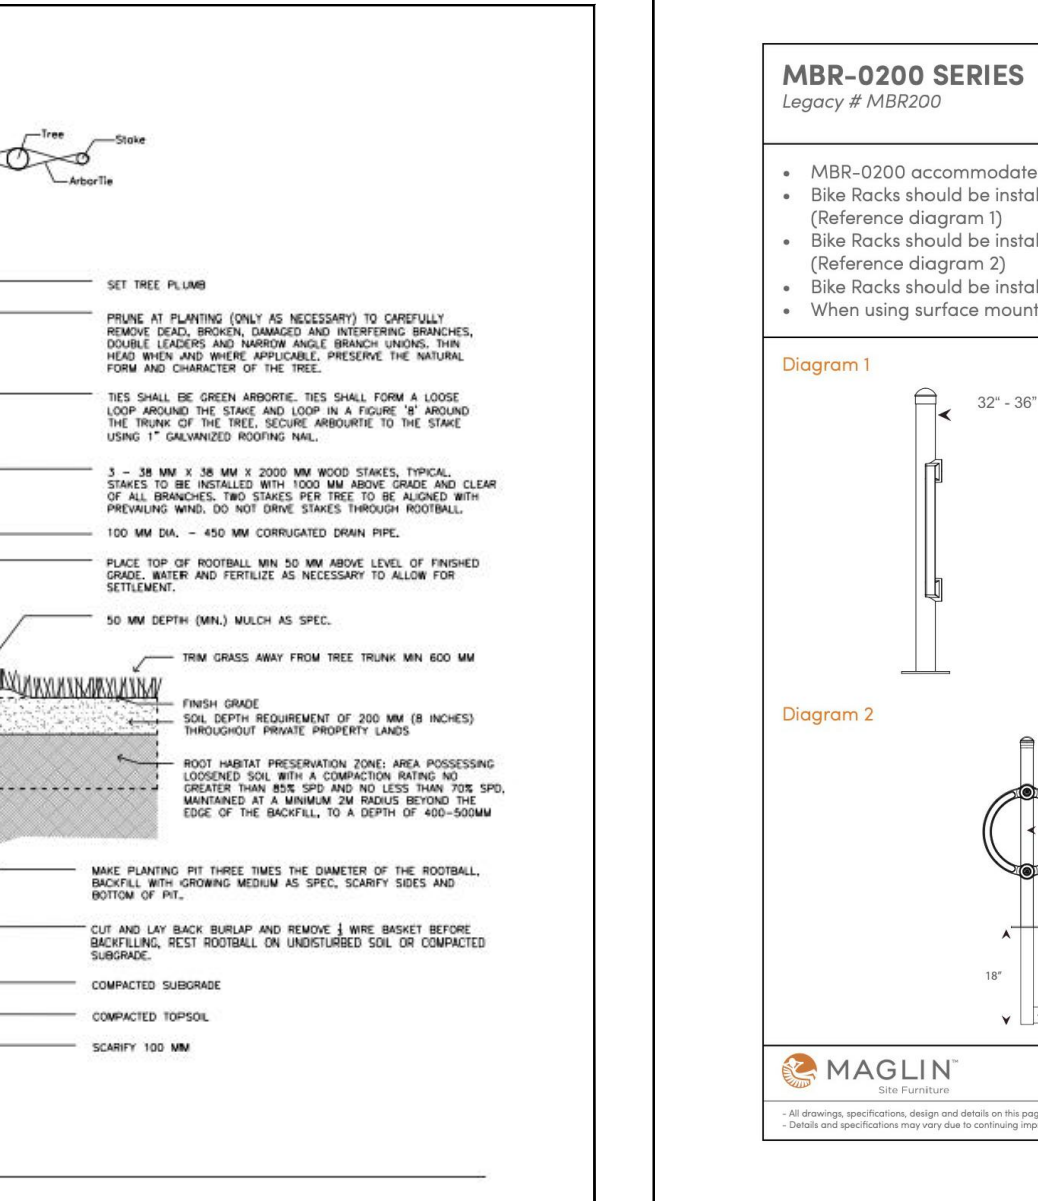 Tree
Stake
ArborTie
SET TREE PLUMB
PRUNE AT PLANTING (ONLY AS NECESSARY) TO CAREFULLY
REMOVE DEAD, BROKEN, DAMAGED AND INTERFERING BRANCHES,
DOUBLE LEADERS AND NARROW ANGLE BRANCH UNIONS. THIN
HEAD WHEN AND WHERE APPLICABLE. PRESERVE THE NATURAL
FORM AND CHARACTER OF THE TREE.
TIES SHALL BE GREEN ARBORTIE. TIES SHALL FORM A LOOSE
LOOP AROUND THE STAKE AND LOOP IN A FIGURE '8' AROUND
THE TRUNK OF THE TREE. SECURE ARBOURTIE TO THE STAKE
USING 1" GALVANIZED ROOFING NAIL.
3 - 38 MM X 38 MM X 2000 MM WOOD STAKES, TYPICAL.
STAKES TO BE INSTALLED WITH 1000 MM ABOVE GRADE AND CLEAR
OF ALL BRANCHES. TWO STAKES PER TREE TO BE ALIGNED WITH
PREVAILING WIND. DO NOT DRIVE STAKES THROUGH ROOTBALL.
100 MM DIA. - 450 MM CORRUGATED DRAIN PIPE.
PLACE TOP OF ROOTBALL MIN 50 MM ABOVE LEVEL OF FINISHED
GRADE. WATER AND FERTILIZE AS NECESSARY TO ALLOW FOR
SETTLEMENT.
50 MM DEPTH (MIN.) MULCH AS SPEC.
TRIM GRASS AWAY FROM TREE TRUNK MIN 600 MM
FINISH GRADE
SOIL DEPTH REQUIREMENT OF 200 MM (8 INCHES)
THROUGHOUT PRIVATE PROPERTY LANDS
ROOT HABITAT PRESERVATION ZONE: AREA POSSESSING
LOOSENED SOIL WITH A COMPACTION RATING NO
GREATER THAN 85% SPD AND NO LESS THAN 70% SPD,
MAINTAINED AT A MINIMUM 2M RADIUS BEYOND THE
EDGE OF THE BACKFILL, TO A DEPTH OF 400-500MM
MAKE PLANTING PIT THREE TIMES THE DIAMETER OF THE ROOTBALL,
BACKFILL WITH GROWING MEDIUM AS SPEC, SCARIFY SIDES AND
BOTTOM OF PIT.
CUT AND LAY BACK BURLAP AND REMOVE WIRE BASKET BEFORE
BACKFILLING, REST ROOTBALL ON UNDISTURBED SOIL OR COMPACTED
SUBGRADE.
COMPACTED SUBGRADE
COMPACTED TOPSOIL
SCARIFY 100 MM
MBR-0200 SERIES
Legacy # MBR200
• MBR-0200 accommodate
• Bike Racks should be instal
(Reference diagram 1)
• Bike Racks should be instal
(Reference diagram 2)
• Bike Racks should be instal
• When using surface mount
Diagram 1
32" - 36"
Diagram 2
18"
MAGLIN™
Site Furniture
- All drawings, specifications, design and details on this pag
- Details and specifications may vary due to continuing imp